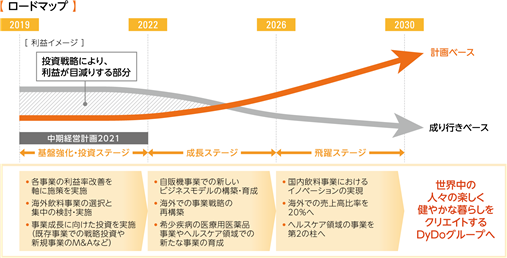 【 ロードマップ 】
2019
2022
2026
2030
[ 利益イメージ ]
投資戦略により、
利益が目減りする部分
計画ベース
成り行きベース
中期経営計画2021
基盤強化・投資ステージ
成長ステージ
飛躍ステージ
• 各事業の利益率改善を
軸に施策を実施
• 海外飲料事業の選択と
集中の検討・実施
• 事業成長に向けた投資を実施
(既存事業での戦略投資や
新規事業のM&Aなど)
• 自販機事業での新しい
ビジネスモデルの構築・育成
• 海外での事業戦略の
再構築
• 希少疾病の医療用医薬品
事業やヘルスケア領域での
新たな事業の育成
• 国内飲料事業における
イノベーションの実現
• 海外での売上高比率を
20%へ
• ヘルスケア領域の事業を
第2の柱へ
世界中の
人々の楽しく
健やかな暮らしを
クリエイトする
DyDoグループへ